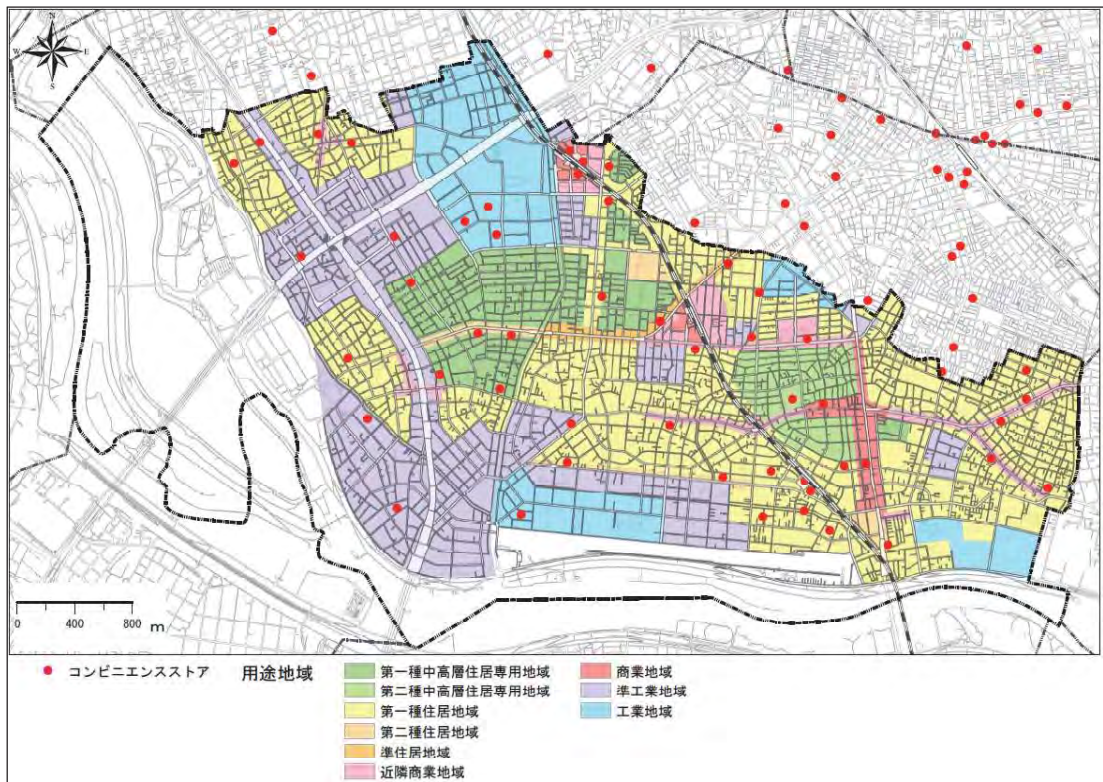 N
W E
S
0 400 800 m
コンビニエンスストア
用途地域
第一種中高層住居専用地域
第二種中高層住居専用地域
第一種住居地域
第二種住居地域
準住居地域
近隣商業地域
商業地域
準工業地域
工業地域